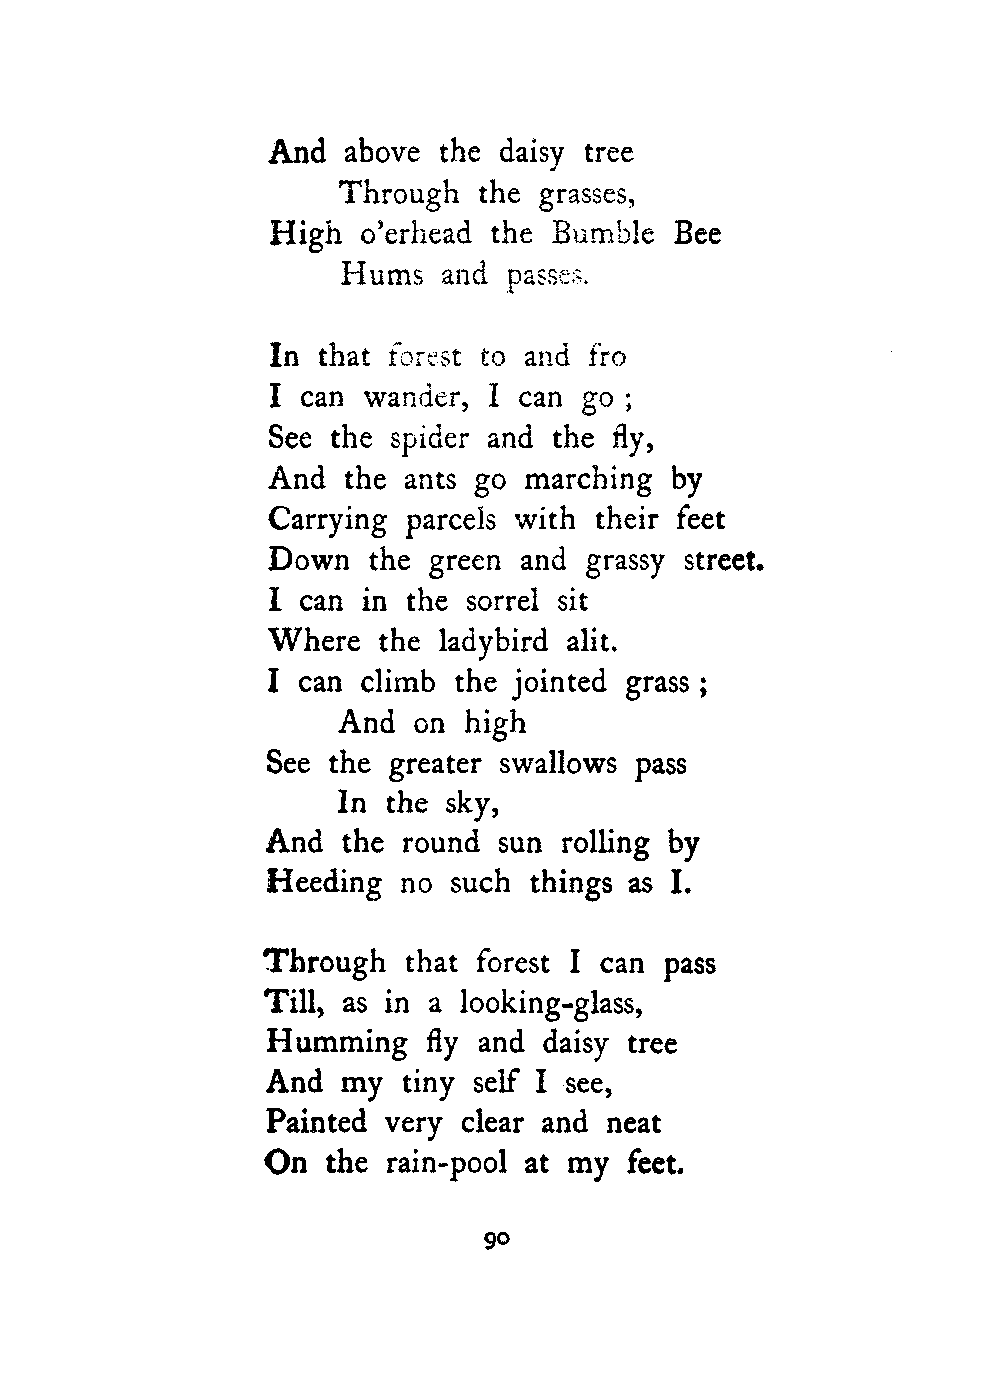 And above the daisy tree
Through the grasses,
High o'erhead the Bumble Bee
Hums and passes.

In that forest to and fro
I can wander, I can go ;
See the spider and the fly,
And the ants go marching by
Carrying parcels with their feet
Down the green and grassy street.
I can in the sorrel sit
Where the ladybird alit.
I can climb the jointed grass ;
And on high
See the greater swallows pass
In the sky,
And the round sun rolling by
Heeding no such things as I.

Through that forest I can pass
Till, as in a looking-glass,
Humming fly and daisy tree
And my tiny self I see,
Painted very clear and neat
On the rain-pool at my feet.

90